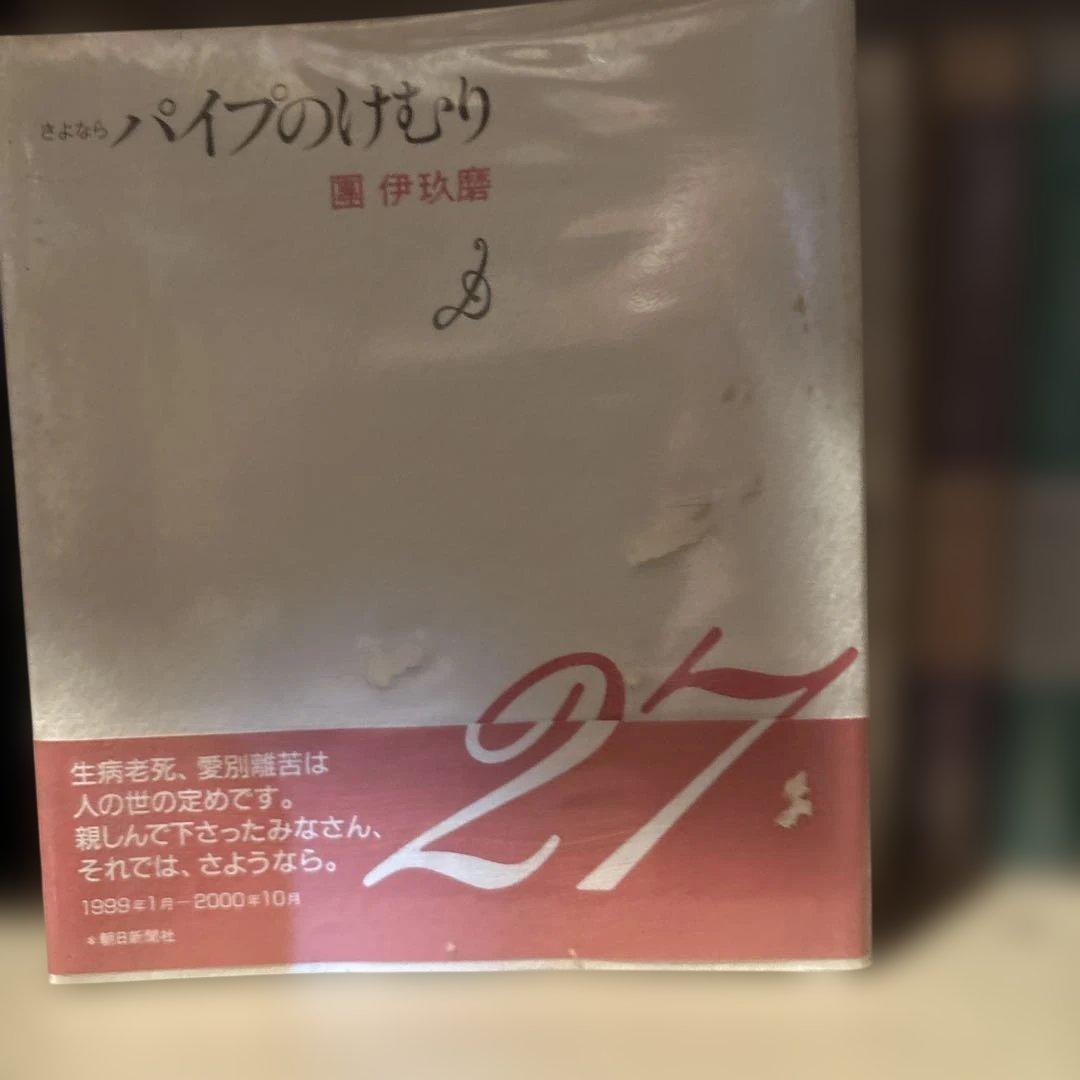 さよなら パイプのけむり
團 伊玖磨
27
生病老死、愛別離苦は
人の世の定めです。
親しんで下さったみなさん、
それでは、さようなら。
1999年1月―2000年10月
*朝日新聞社